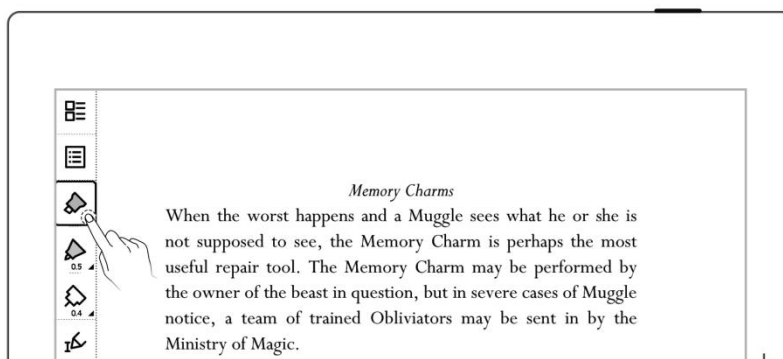 Memory Charms
When the worst happens and a Muggle sees what he or she is
not supposed to see, the Memory Charm is perhaps the most
useful repair tool. The Memory Charm may be performed by
the owner of the beast in question, but in severe cases of Muggle
notice, a team of trained Obliviators may be sent in by the
Ministry of Magic.
0.5
0.4